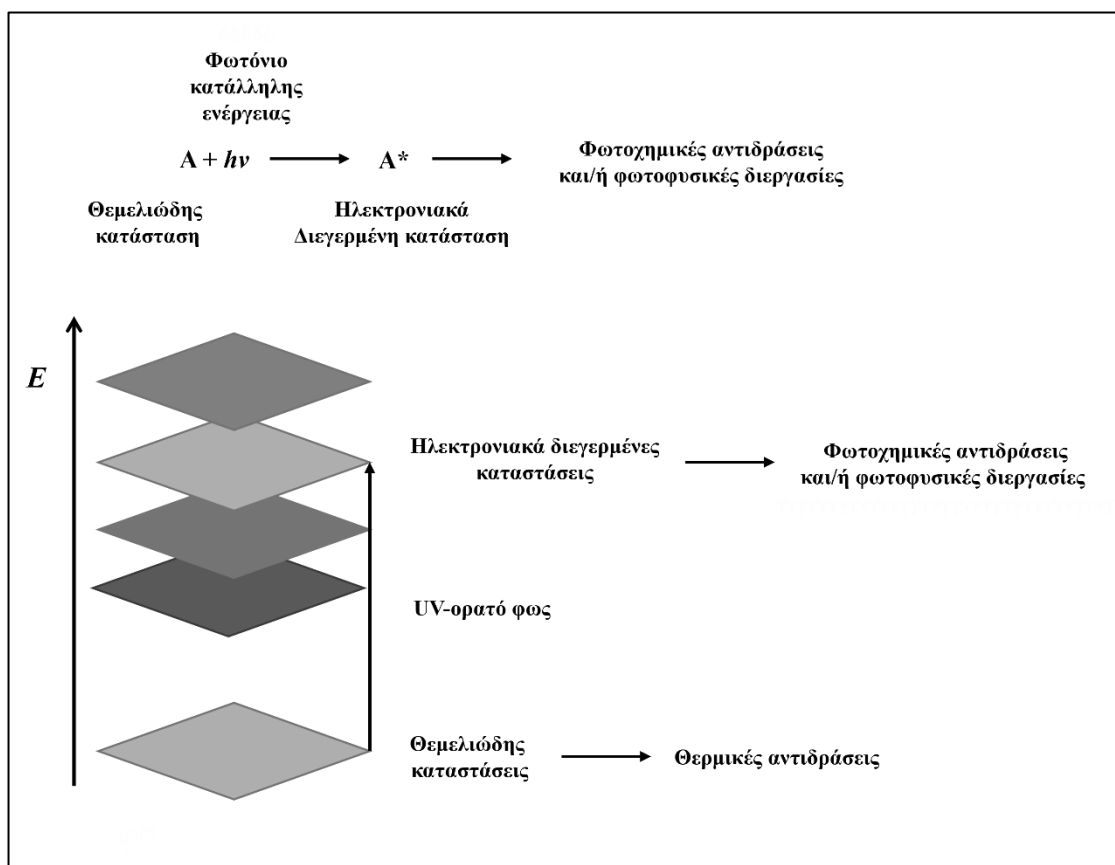 Φωτόνιο
κατάλληλης
ενέργειας
A + hν → A* → Φωτοχημικές αντιδράσεις
και/ή φωτοφυσικές διεργασίες
Θεμελιώδης
κατάσταση
Ηλεκτρονιακά
Διεγερμένη κατάσταση
E
Ηλεκτρονιακά διεγερμένες
καταστάσεις
Φωτοχημικές αντιδράσεις
και/ή φωτοφυσικές διεργασίες
UV-ορατό φως
Θεμελιώδης
καταστάσεις
Θερμικές αντιδράσεις